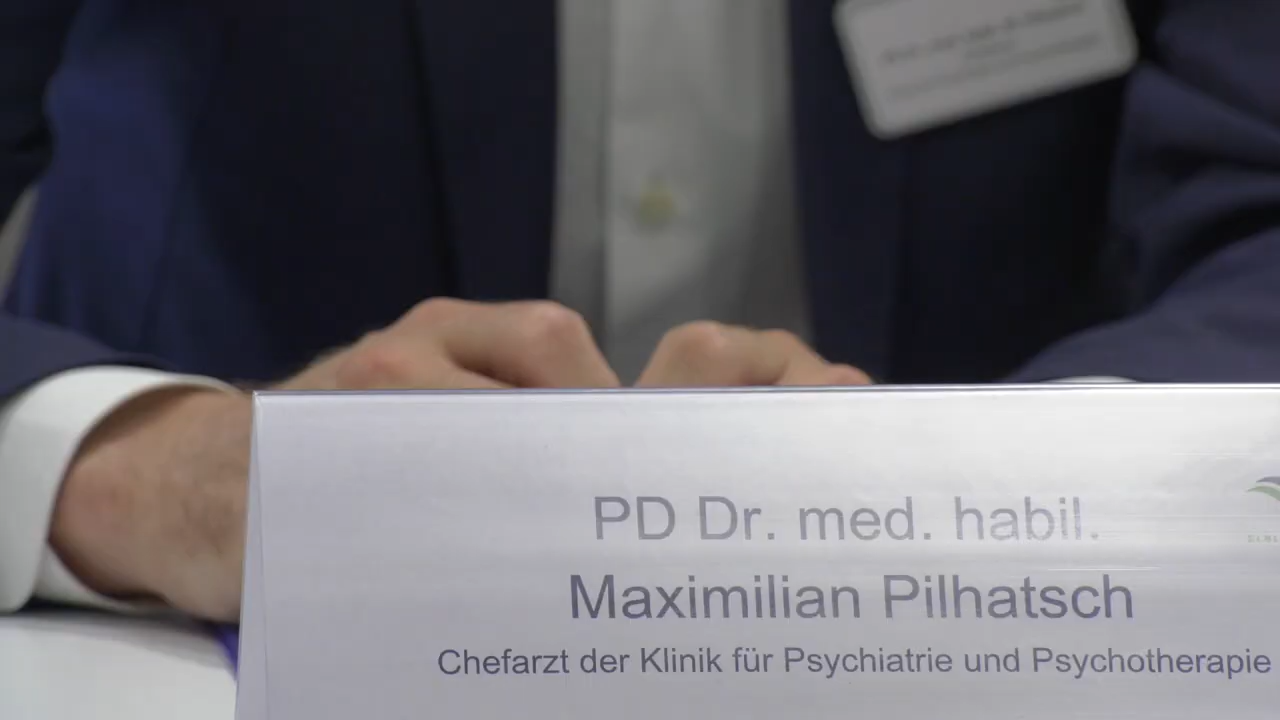 PD Dr. med. habil.
Maximilian Pilhatsch
Chefarzt der Klinik für Psychiatrie und Psychotherapie